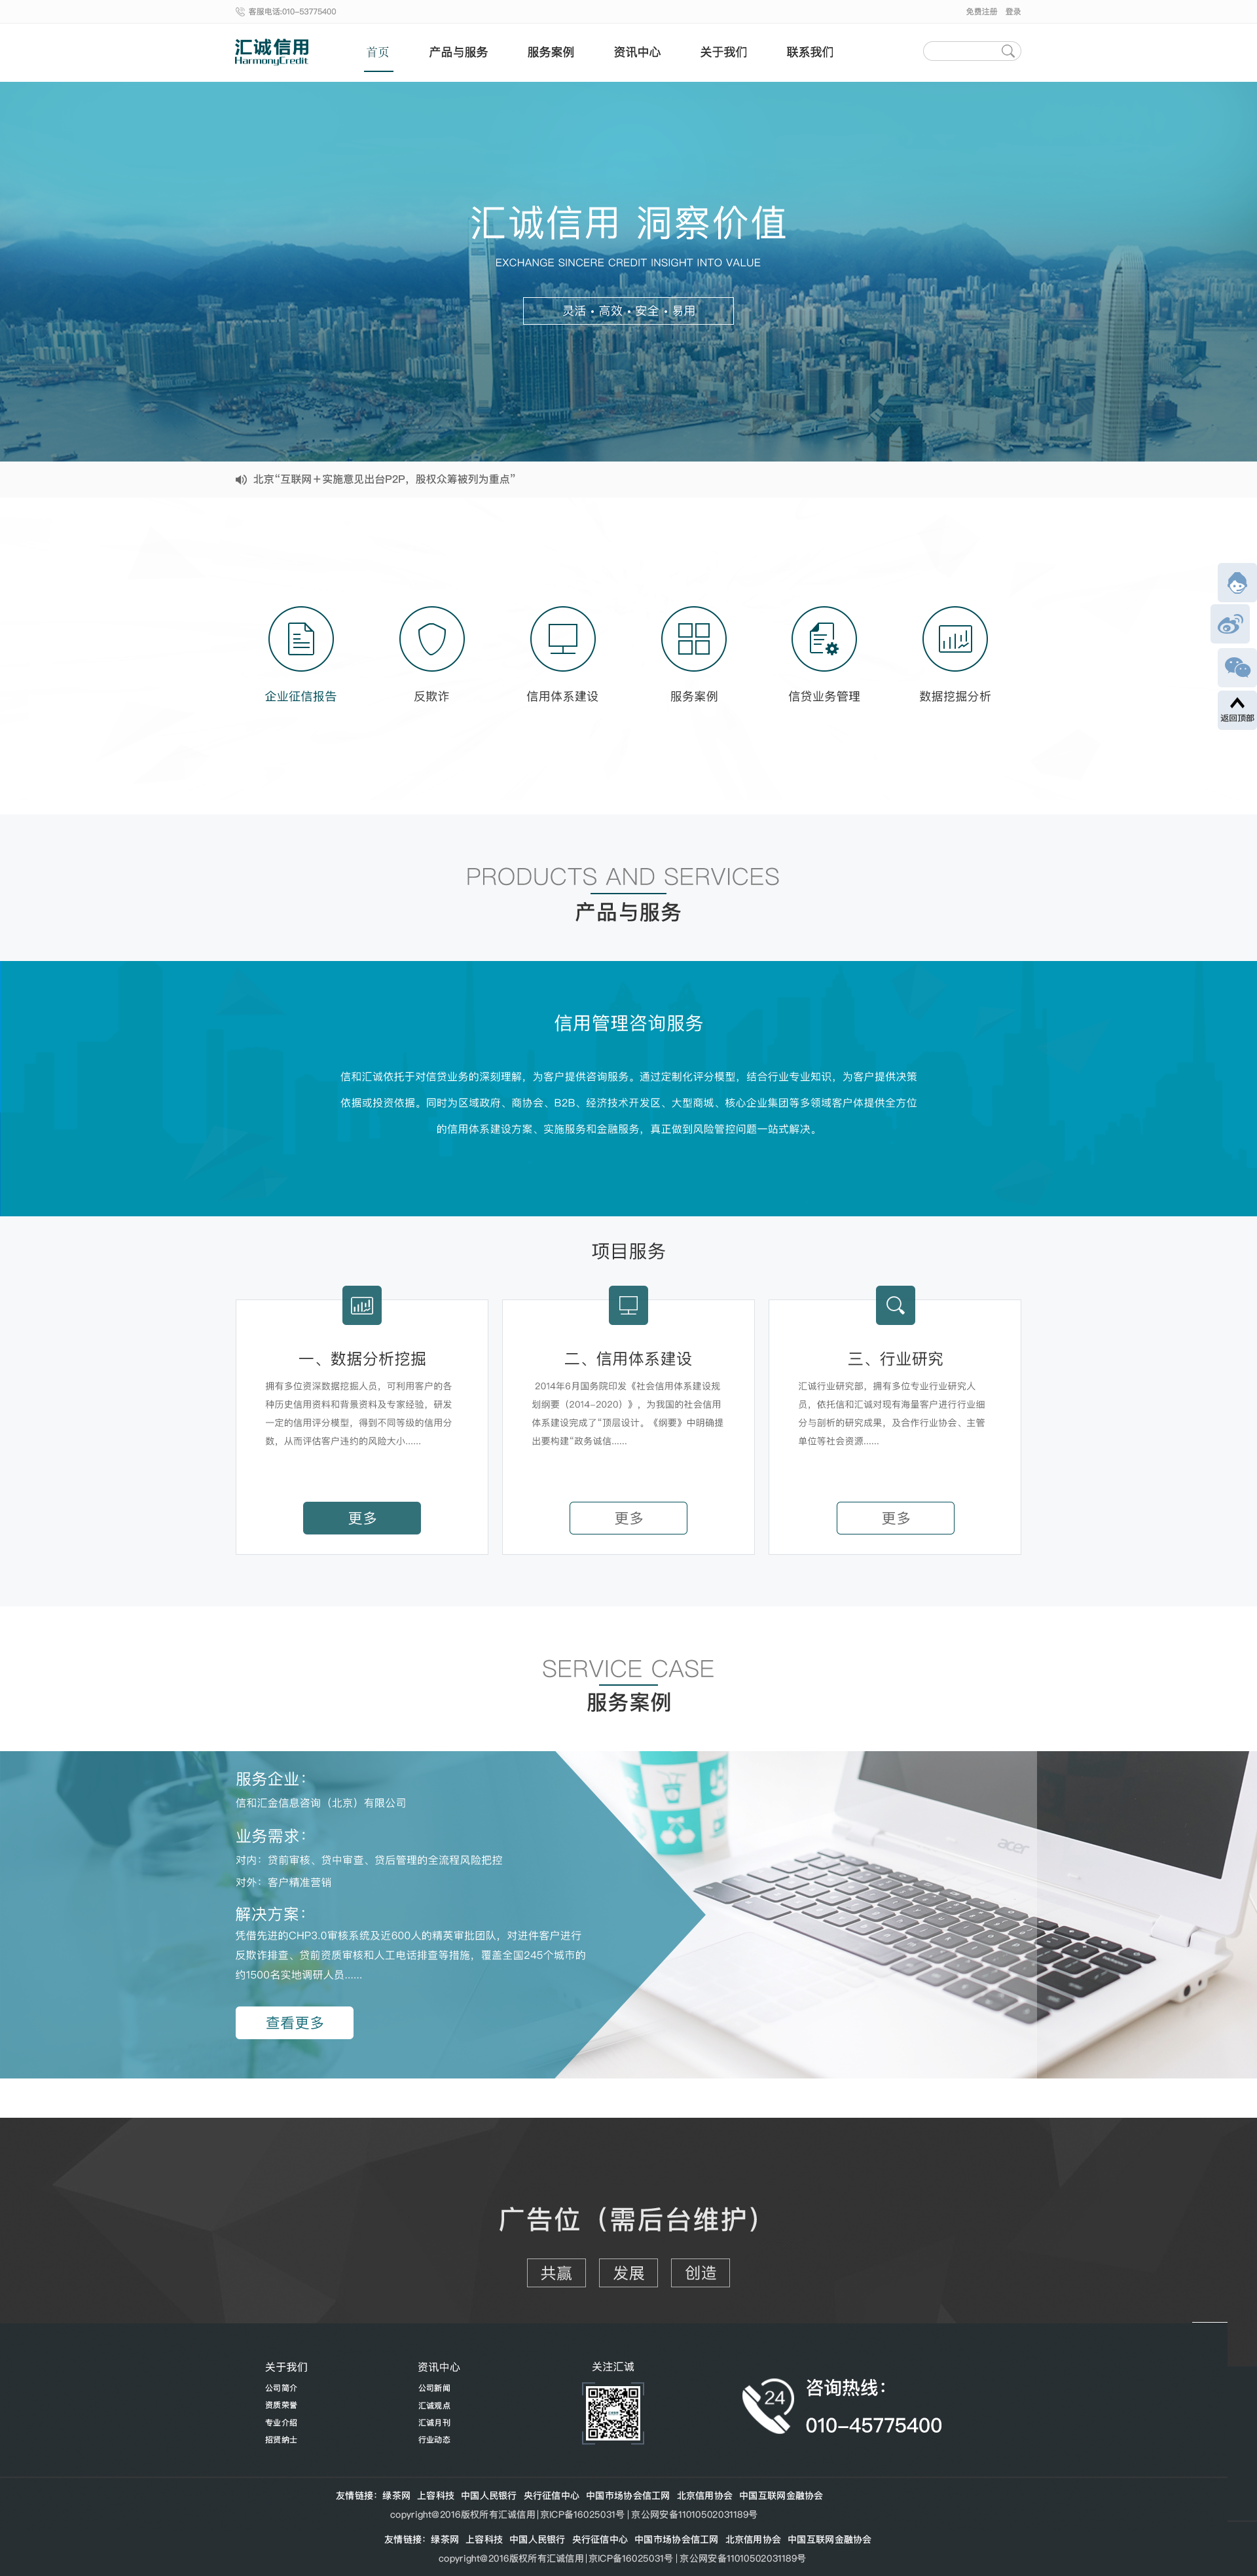 客服电话:010-53775400
免费注册 登录
汇诚信用
HarmonyCredit
首页 产品与服务 服务案例 资讯中心 关于我们 联系我们
汇诚信用 洞察价值
EXCHANGE SINCERE CREDIT INSIGHT INTO VALUE
灵活 • 高效 • 安全 • 易用
北京“互联网＋实施意见出台P2P，股权众筹被列为重点”
企业征信报告 反欺诈 信用体系建设 服务案例 信贷业务管理 数据挖掘分析
返回顶部
PRODUCTS AND SERVICES
产品与服务
信用管理咨询服务
信和汇诚依托于对信贷业务的深刻理解，为客户提供咨询服务。通过定制化评分模型，结合行业专业知识，为客户提供决策
依据或投资依据。同时为区域政府、商协会、B2B、经济技术开发区、大型商城、核心企业集团等多领域客户体提供全方位
的信用体系建设方案、实施服务和金融服务，真正做到风险管控问题一站式解决。
项目服务
一、数据分析挖掘
拥有多位资深数据挖掘人员，可利用客户的各
种历史信用资料和背景资料及专家经验，研发
一定的信用评分模型，得到不同等级的信用分
数，从而评估客户违约的风险大小......
更多
二、信用体系建设
2014年6月国务院印发《社会信用体系建设规
划纲要（2014-2020）》，为我国的社会信用
体系建设完成了“顶层设计。《纲要》中明确提
出要构建“政务诚信......
更多
三、行业研究
汇诚行业研究部，拥有多位专业行业研究人
员，依托信和汇诚对现有海量客户进行行业细
分与剖析的研究成果，及合作行业协会、主管
单位等社会资源......
更多
SERVICE CASE
服务案例
服务企业：
信和汇金信息咨询（北京）有限公司
业务需求：
对内：贷前审核、贷中审查、贷后管理的全流程风险把控
对外：客户精准营销
解决方案：
凭借先进的CHP3.0审核系统及近600人的精英审批团队，对进件客户进行
反欺诈排查、贷前资质审核和人工电话排查等措施，覆盖全国245个城市的
约1500名实地调研人员......
查看更多
acer
广告位（需后台维护）
共赢 发展 创造
关于我们
公司简介
资质荣誉
专业介绍
招贤纳士
资讯中心
公司新闻
汇诚观点
汇诚月刊
行业动态
关注汇诚
24
咨询热线：
010-45775400
友情链接：绿茶网 上容科技 中国人民银行 央行征信中心 中国市场协会信工网 北京信用协会 中国互联网金融协会
copyright@2016版权所有汇诚信用|京ICP备16025031号 | 京公网安备11010502031189号
友情链接：绿茶网 上容科技 中国人民银行 央行征信中心 中国市场协会信工网 北京信用协会 中国互联网金融协会
copyright@2016版权所有汇诚信用|京ICP备16025031号 | 京公网安备11010502031189号